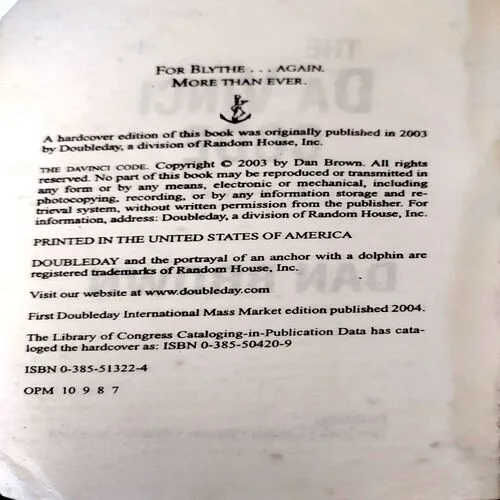 FOR BLYTHE . . . AGAIN.
MORE THAN EVER.
A hardcover edition of this book was originally published in 2003
by Doubleday, a division of Random House, Inc.
THE DAVINCI CODE. Copyright © 2003 by Dan Brown. All rights
reserved. No part of this book may be reproduced or transmitted in
any form or by any means, electronic or mechanical, including
photocopying, recording, or by any information storage and re-
trieval system, without written permission from the publisher. For
information, address: Doubleday, a division of Random House, Inc.
PRINTED IN THE UNITED STATES OF AMERICA
DOUBLEDAY and the portrayal of an anchor with a dolphin are
registered trademarks of Random House, Inc.
Visit our website at www.doubleday.com
First Doubleday International Mass Market edition published 2004.
The Library of Congress Cataloging-in-Publication Data has cata-
loged the hardcover as: ISBN 0-385-50420-9
ISBN 0-385-51322-4
OPM 10 9 8 7